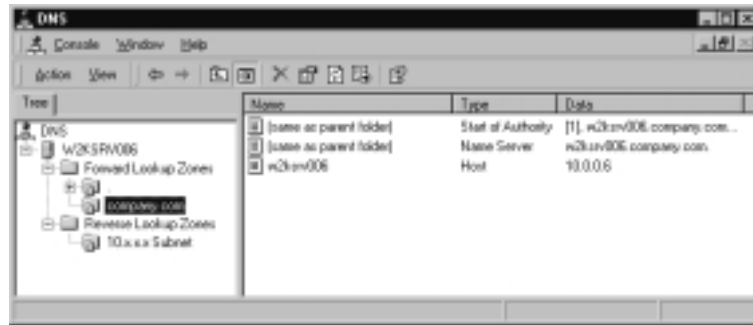 DNS
Console Window Help
Action View
Tree
DNS
W2KSRV006
Forward Lookup Zones
.
company.com
Reverse Lookup Zones
10.x.x.x Subnet
Name Type Data
(same as parent folder) Start of Authority [1], w2ksrv006.company.com...
(same as parent folder) Name Server w2ksrv006.company.com.
w2ksrv006 Host 10.0.0.6